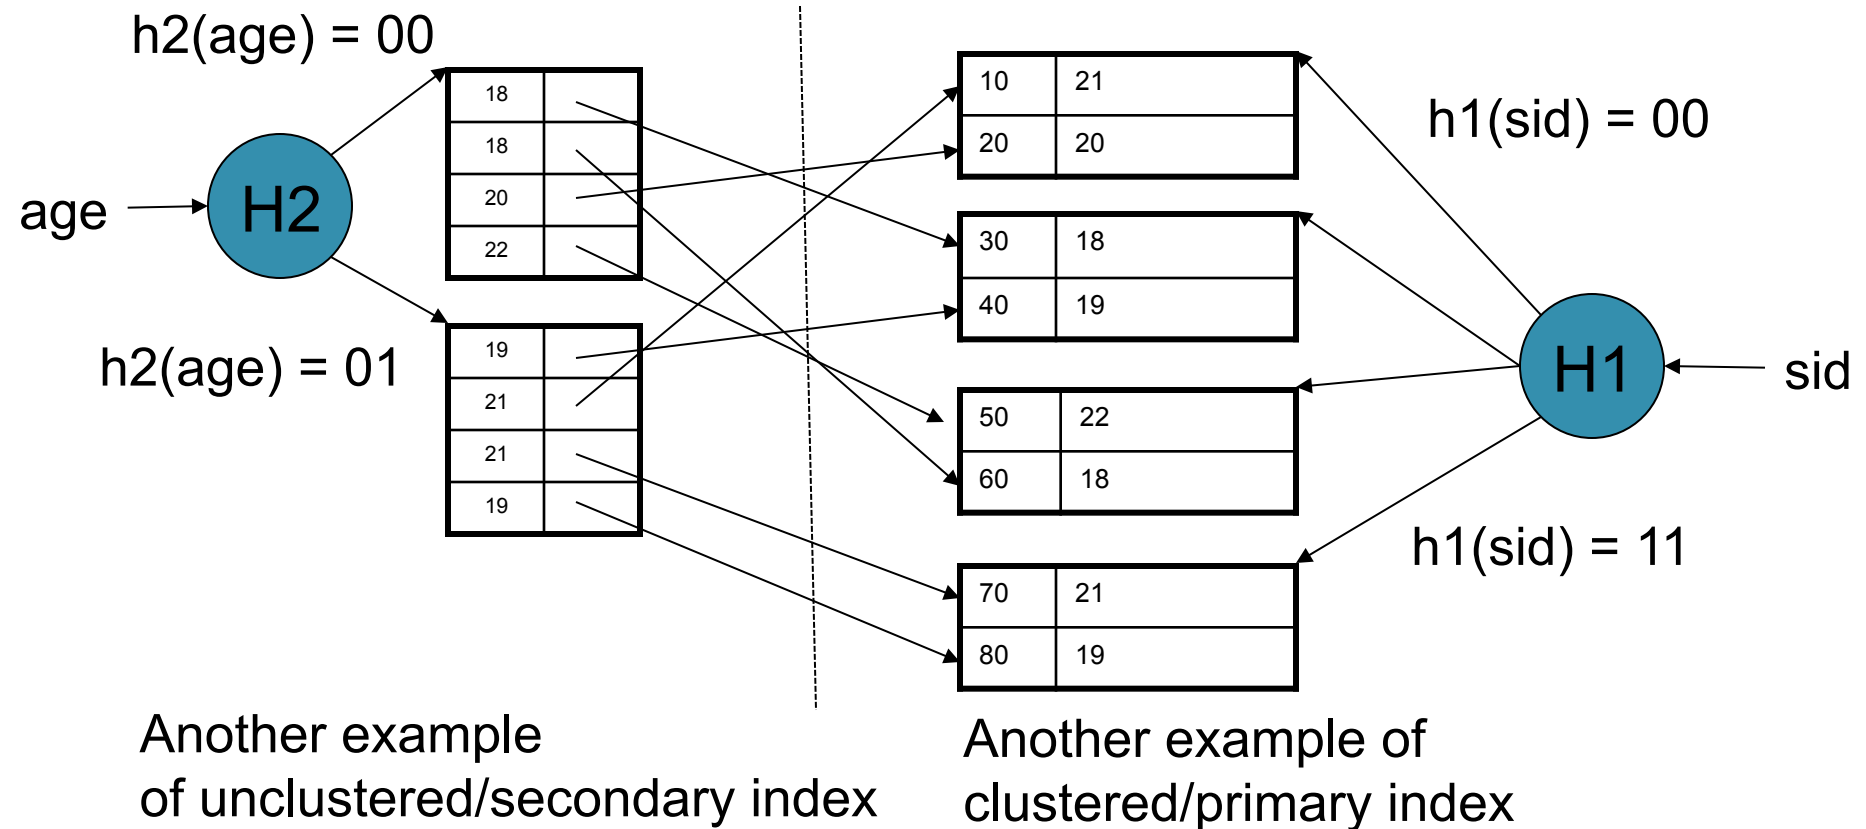 h2(age) = 00
age
H2
h2(age) = 01
18
18
20
22
19
21
21
19
10 21
20 20
30 18
40 19
50 22
60 18
70 21
80 19
h1(sid) = 00
H1
sid
h1(sid) = 11
Another example
of unclustered/secondary index
Another example of
clustered/primary index